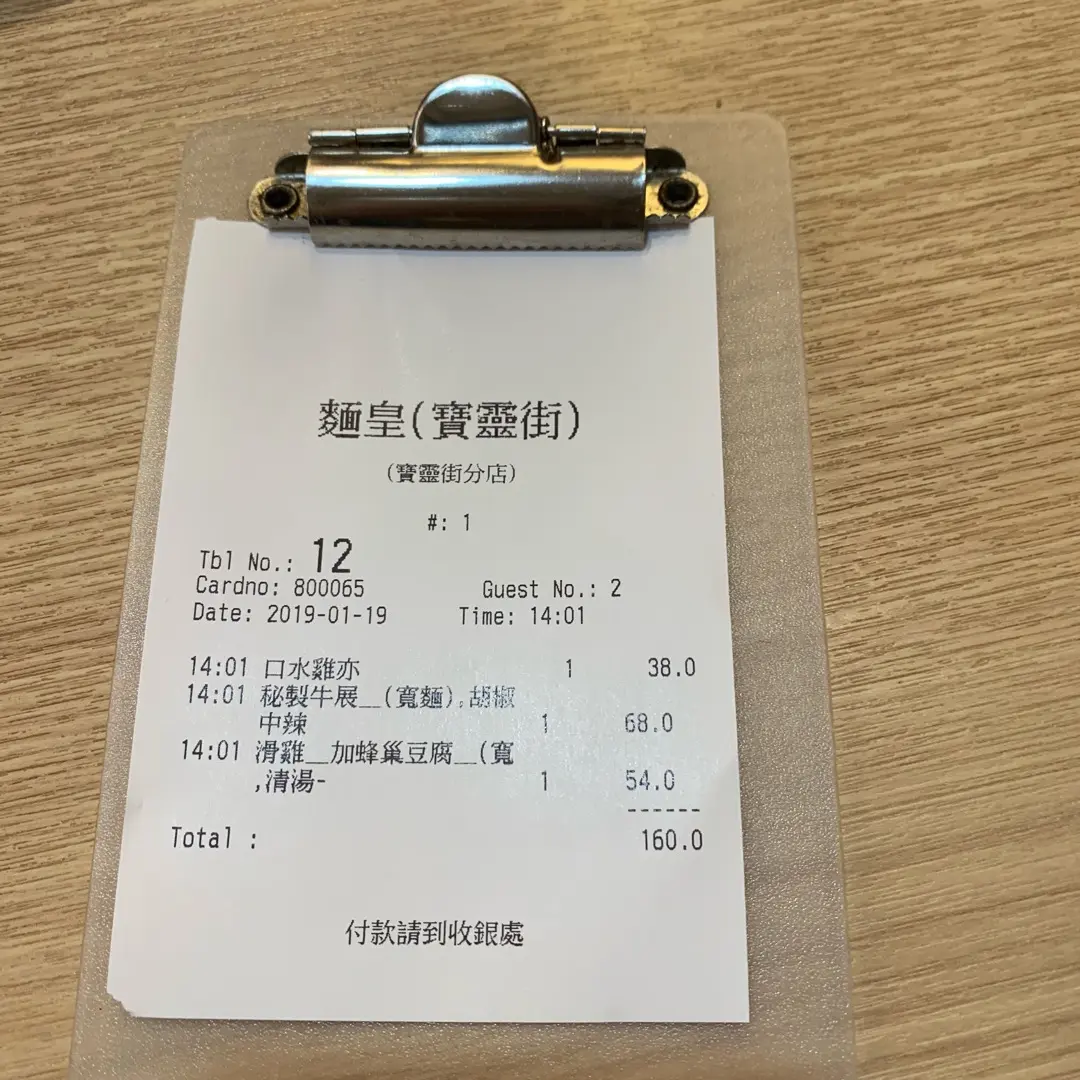 麵皇(寶靈街)
(寶靈街分店)
#: 1
Tbl No.: 12
Cardno: 800065 Guest No.: 2
Date: 2019-01-19 Time: 14:01
14:01 口水雞亦 1 38.0
14:01 秘製牛展__(寬麵),胡椒
中辣 1 68.0
14:01 滑雞__加蜂巢豆腐__(寬
,清湯- 1 54.0
------
Total : 160.0
付款請到收銀處